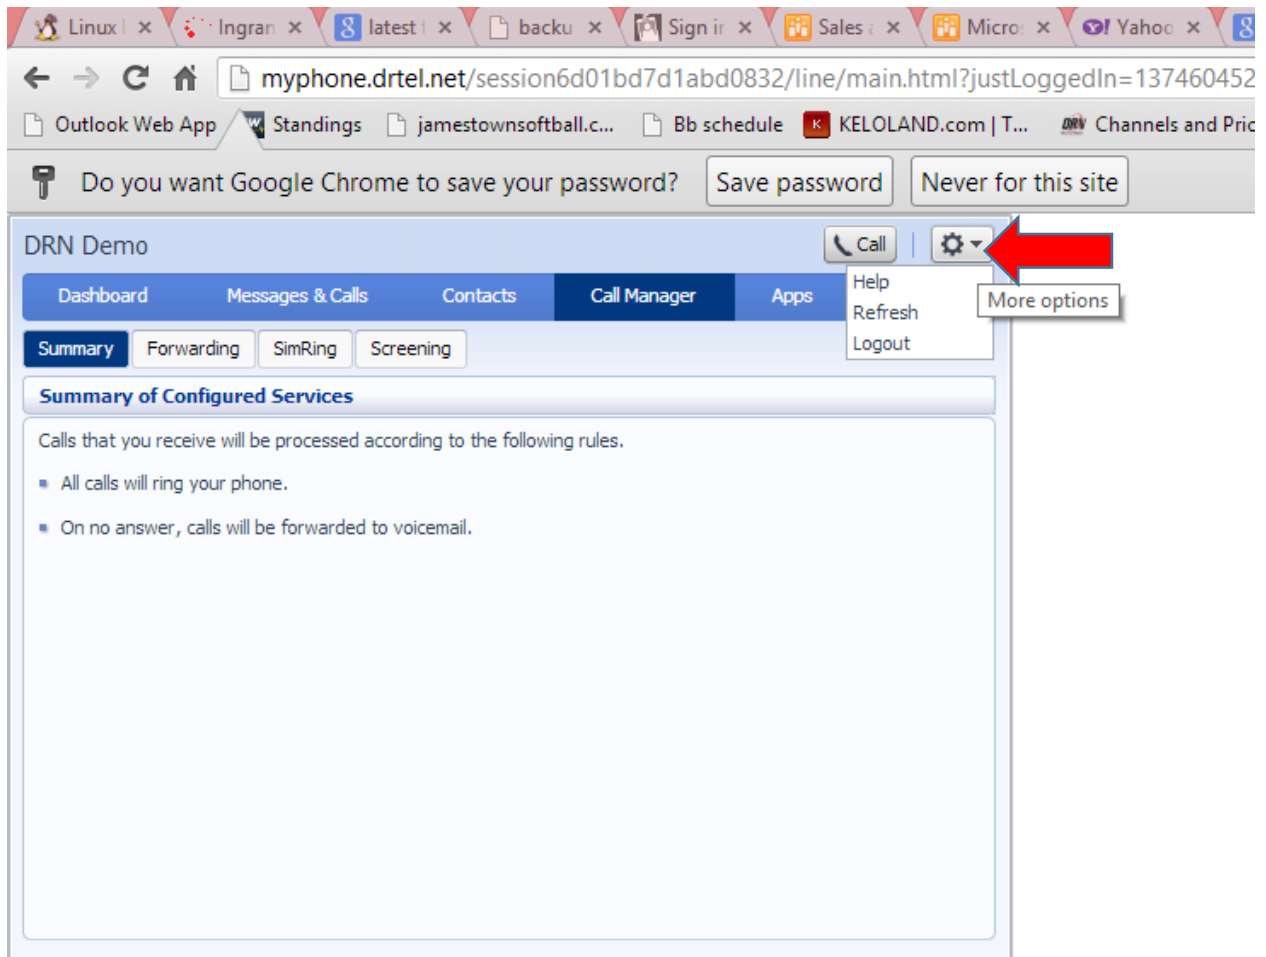 Linux Ingran latest backu Sign ir Sales a Micro: Yahoo
myphone.drtel.net/session6d01bd7d1abd0832/line/main.html?justLoggedIn=137460452
Outlook Web App Standings jamestownsoftball.c... Bb schedule KELOLAND.com | T... DRN Channels and Pric
Do you want Google Chrome to save your password? Save password Never for this site
DRN Demo Call
Dashboard Messages & Calls Contacts Call Manager Apps
Help
Refresh
Logout
More options
Summary Forwarding SimRing Screening
Summary of Configured Services
Calls that you receive will be processed according to the following rules.
All calls will ring your phone.
On no answer, calls will be forwarded to voicemail.